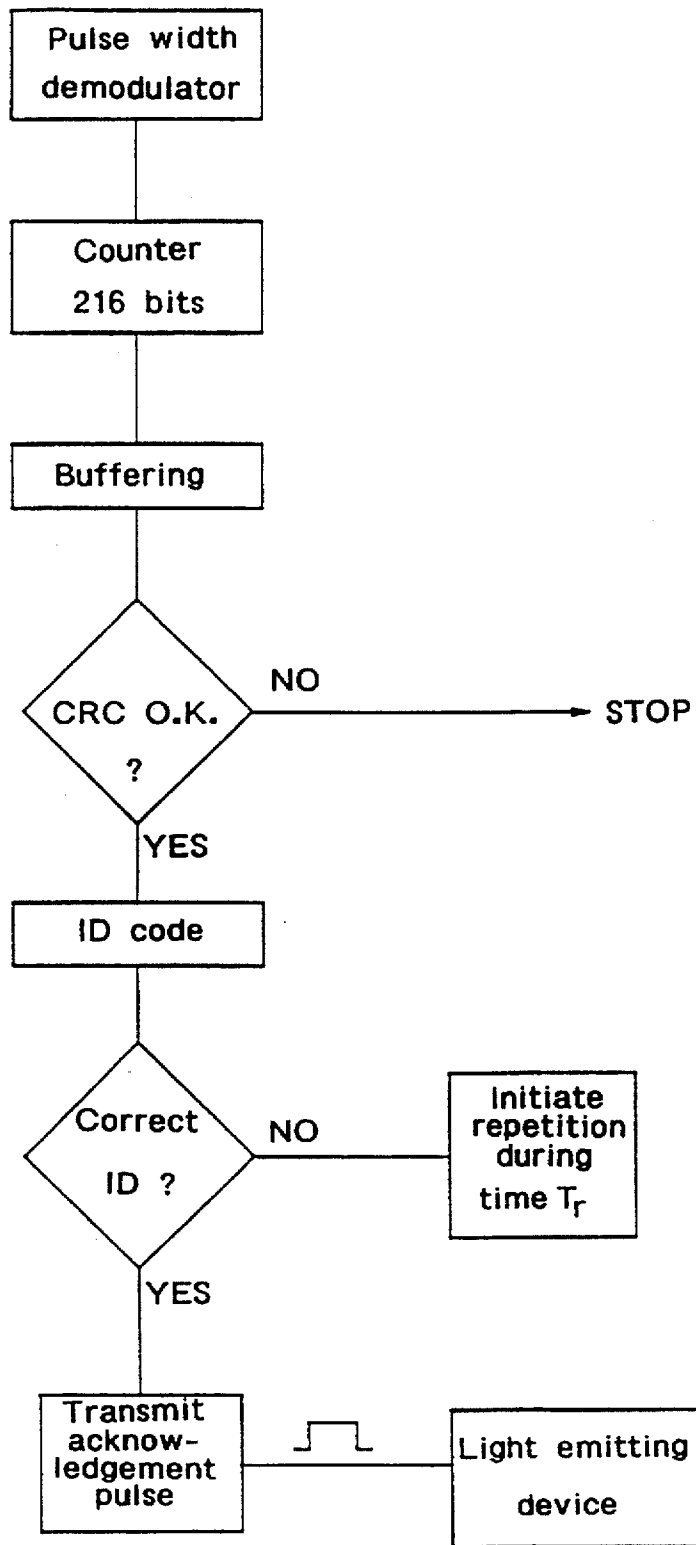 Pulse width
demodulator
Counter
216 bits
Buffering
CRC O.K.
?
NO
STOP
YES
ID code
Correct
ID ?
NO
Initiate
repetition
during
time Tr
YES
Transmit
acknow-
ledgement
pulse
Light emitting
device